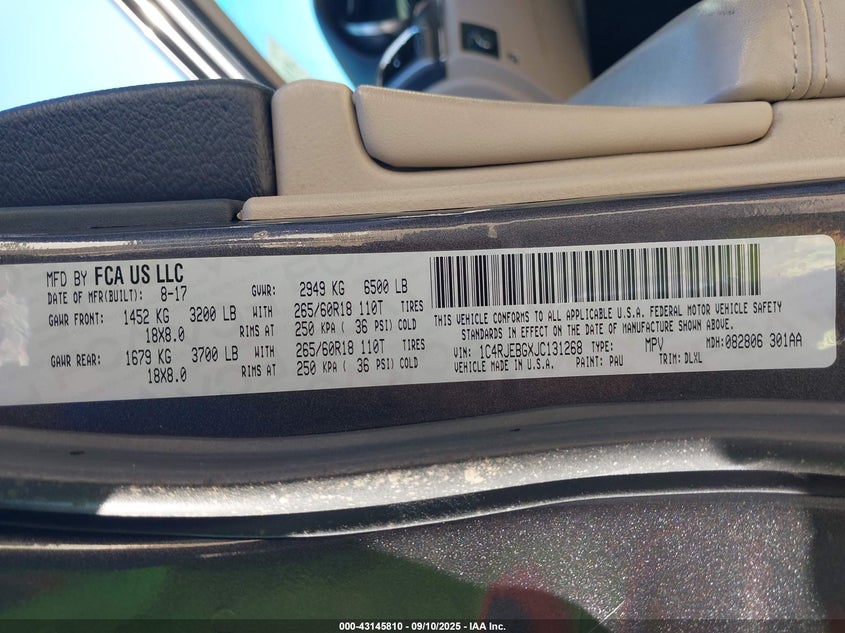 MFD BY FCA US LLC
DATE OF MFR(BUILT): 8-17 GVWR: 2949 KG 6500 LB
GAWR FRONT: 1452 KG 3200 LB WITH 265/60R18 110T TIRES
18X8.0 RIMS AT 250 KPA ( 36 PSI) COLD
GAWR REAR: 1679 KG 3700 LB WITH 265/60R18 110T TIRES
18X8.0 RIMS AT 250 KPA ( 36 PSI) COLD
THIS VEHICLE CONFORMS TO ALL APPLICABLE U.S.A. FEDERAL MOTOR VEHICLE SAFETY
STANDARDS IN EFFECT ON THE DATE OF MANUFACTURE SHOWN ABOVE.
VIN: 1C4RJEBGXJC131268 TYPE: MPV MDH:082806 301AA
VEHICLE MADE IN U.S.A. PAINT: PAU TRIM: DLXL
000-43145810 - 09/10/2025 - IAA Inc.